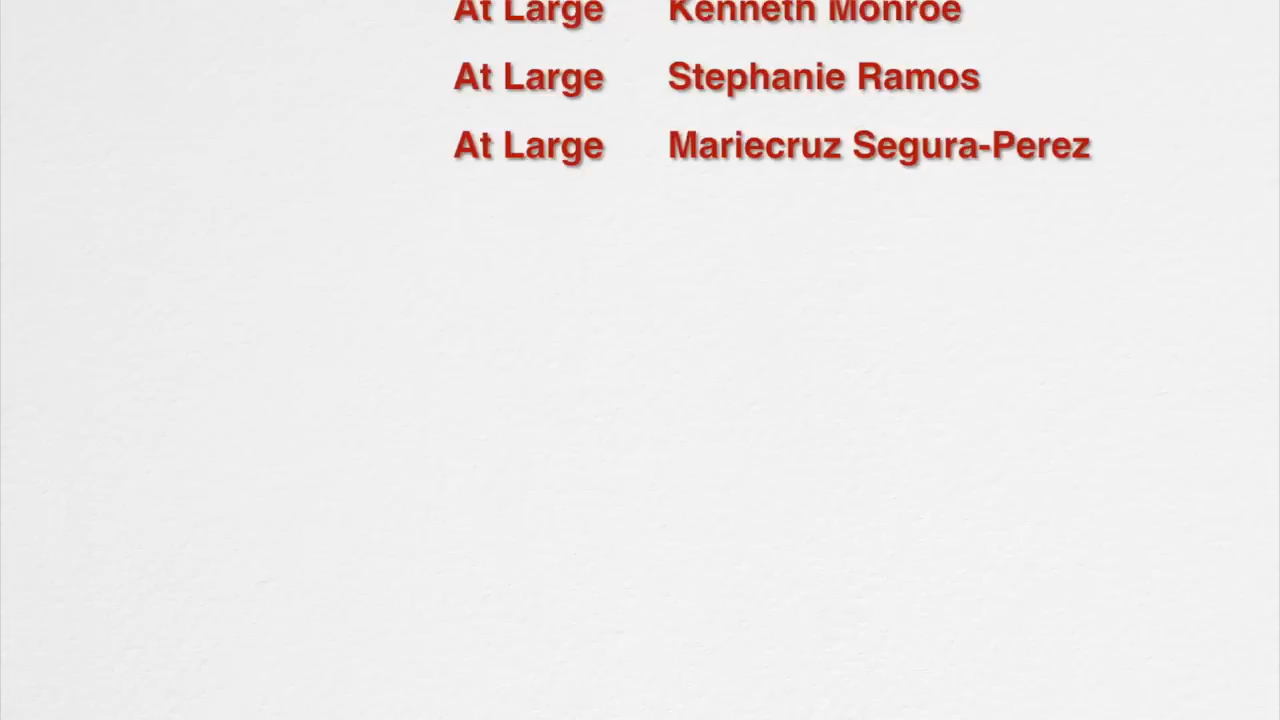 At Large Kenneth Monroe
At Large Stephanie Ramos
At Large Mariecruz Segura-Perez